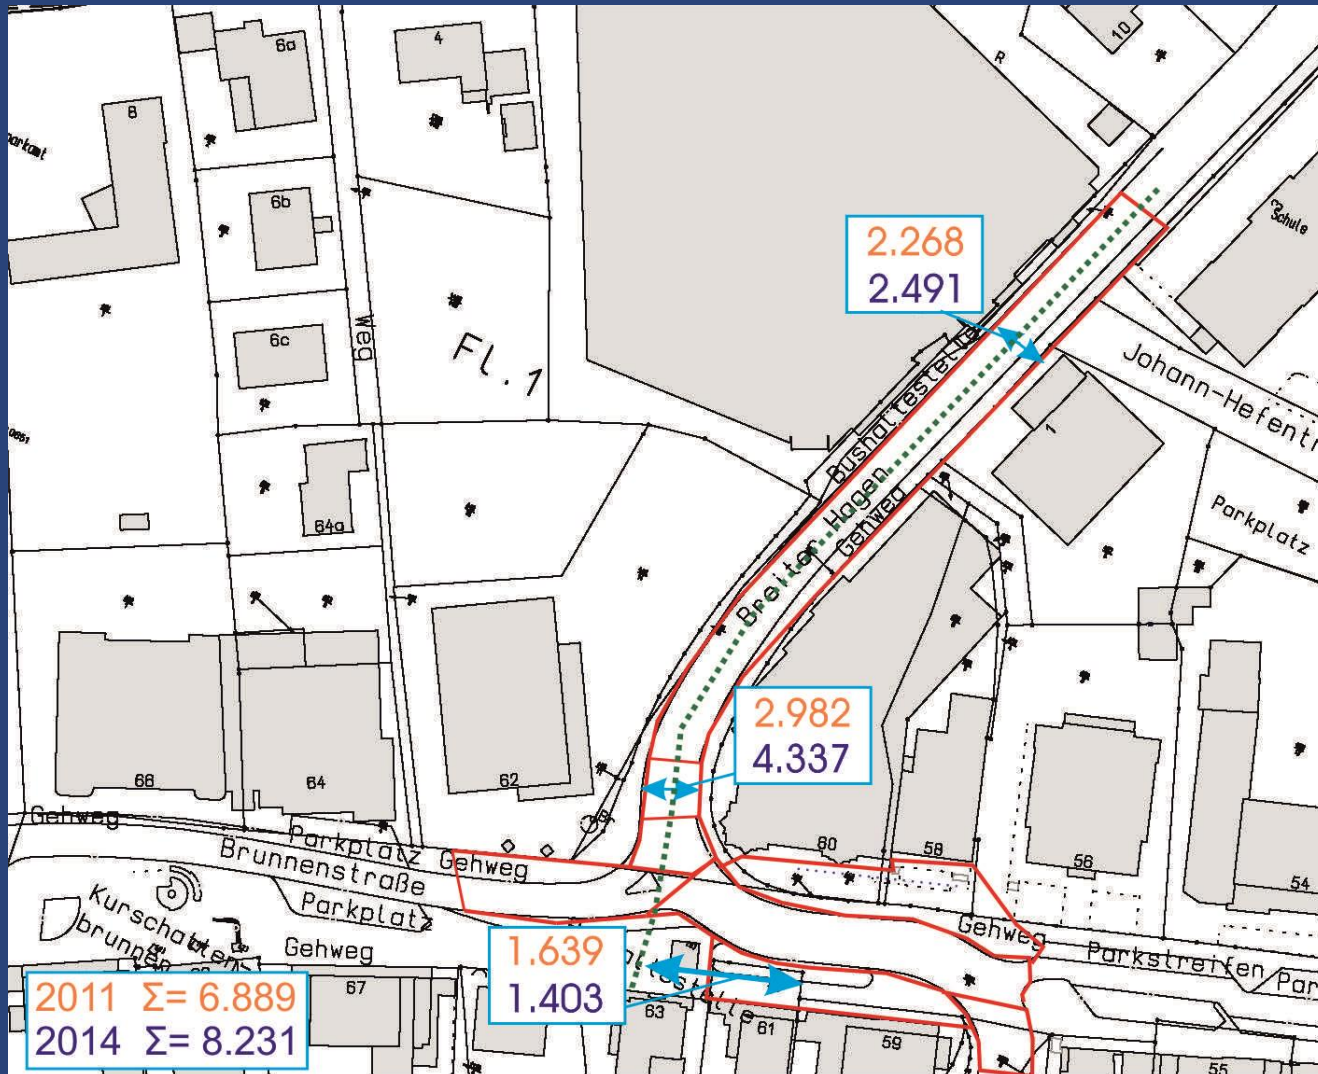 6a
4
10
R
8
6b
Schule
2.268
2.491
6c
Weg
Fl. 1
Johann-Hefentr
Bushaltestelle
1
Hagen
64a
Gehweg
Parkplatz
Breiter
2.982
4.337
66
64
62
Gehweg
Parkplatz
Gehweg
60
58
56
54
Brunnenstraße
Parkplatz
Kurschatten-
brunnen
Gehweg
Gehweg
Parkstreifen
Par
1.639
1.403
2011 Σ= 6.889
2014 Σ= 8.231
67
63
61
59
55